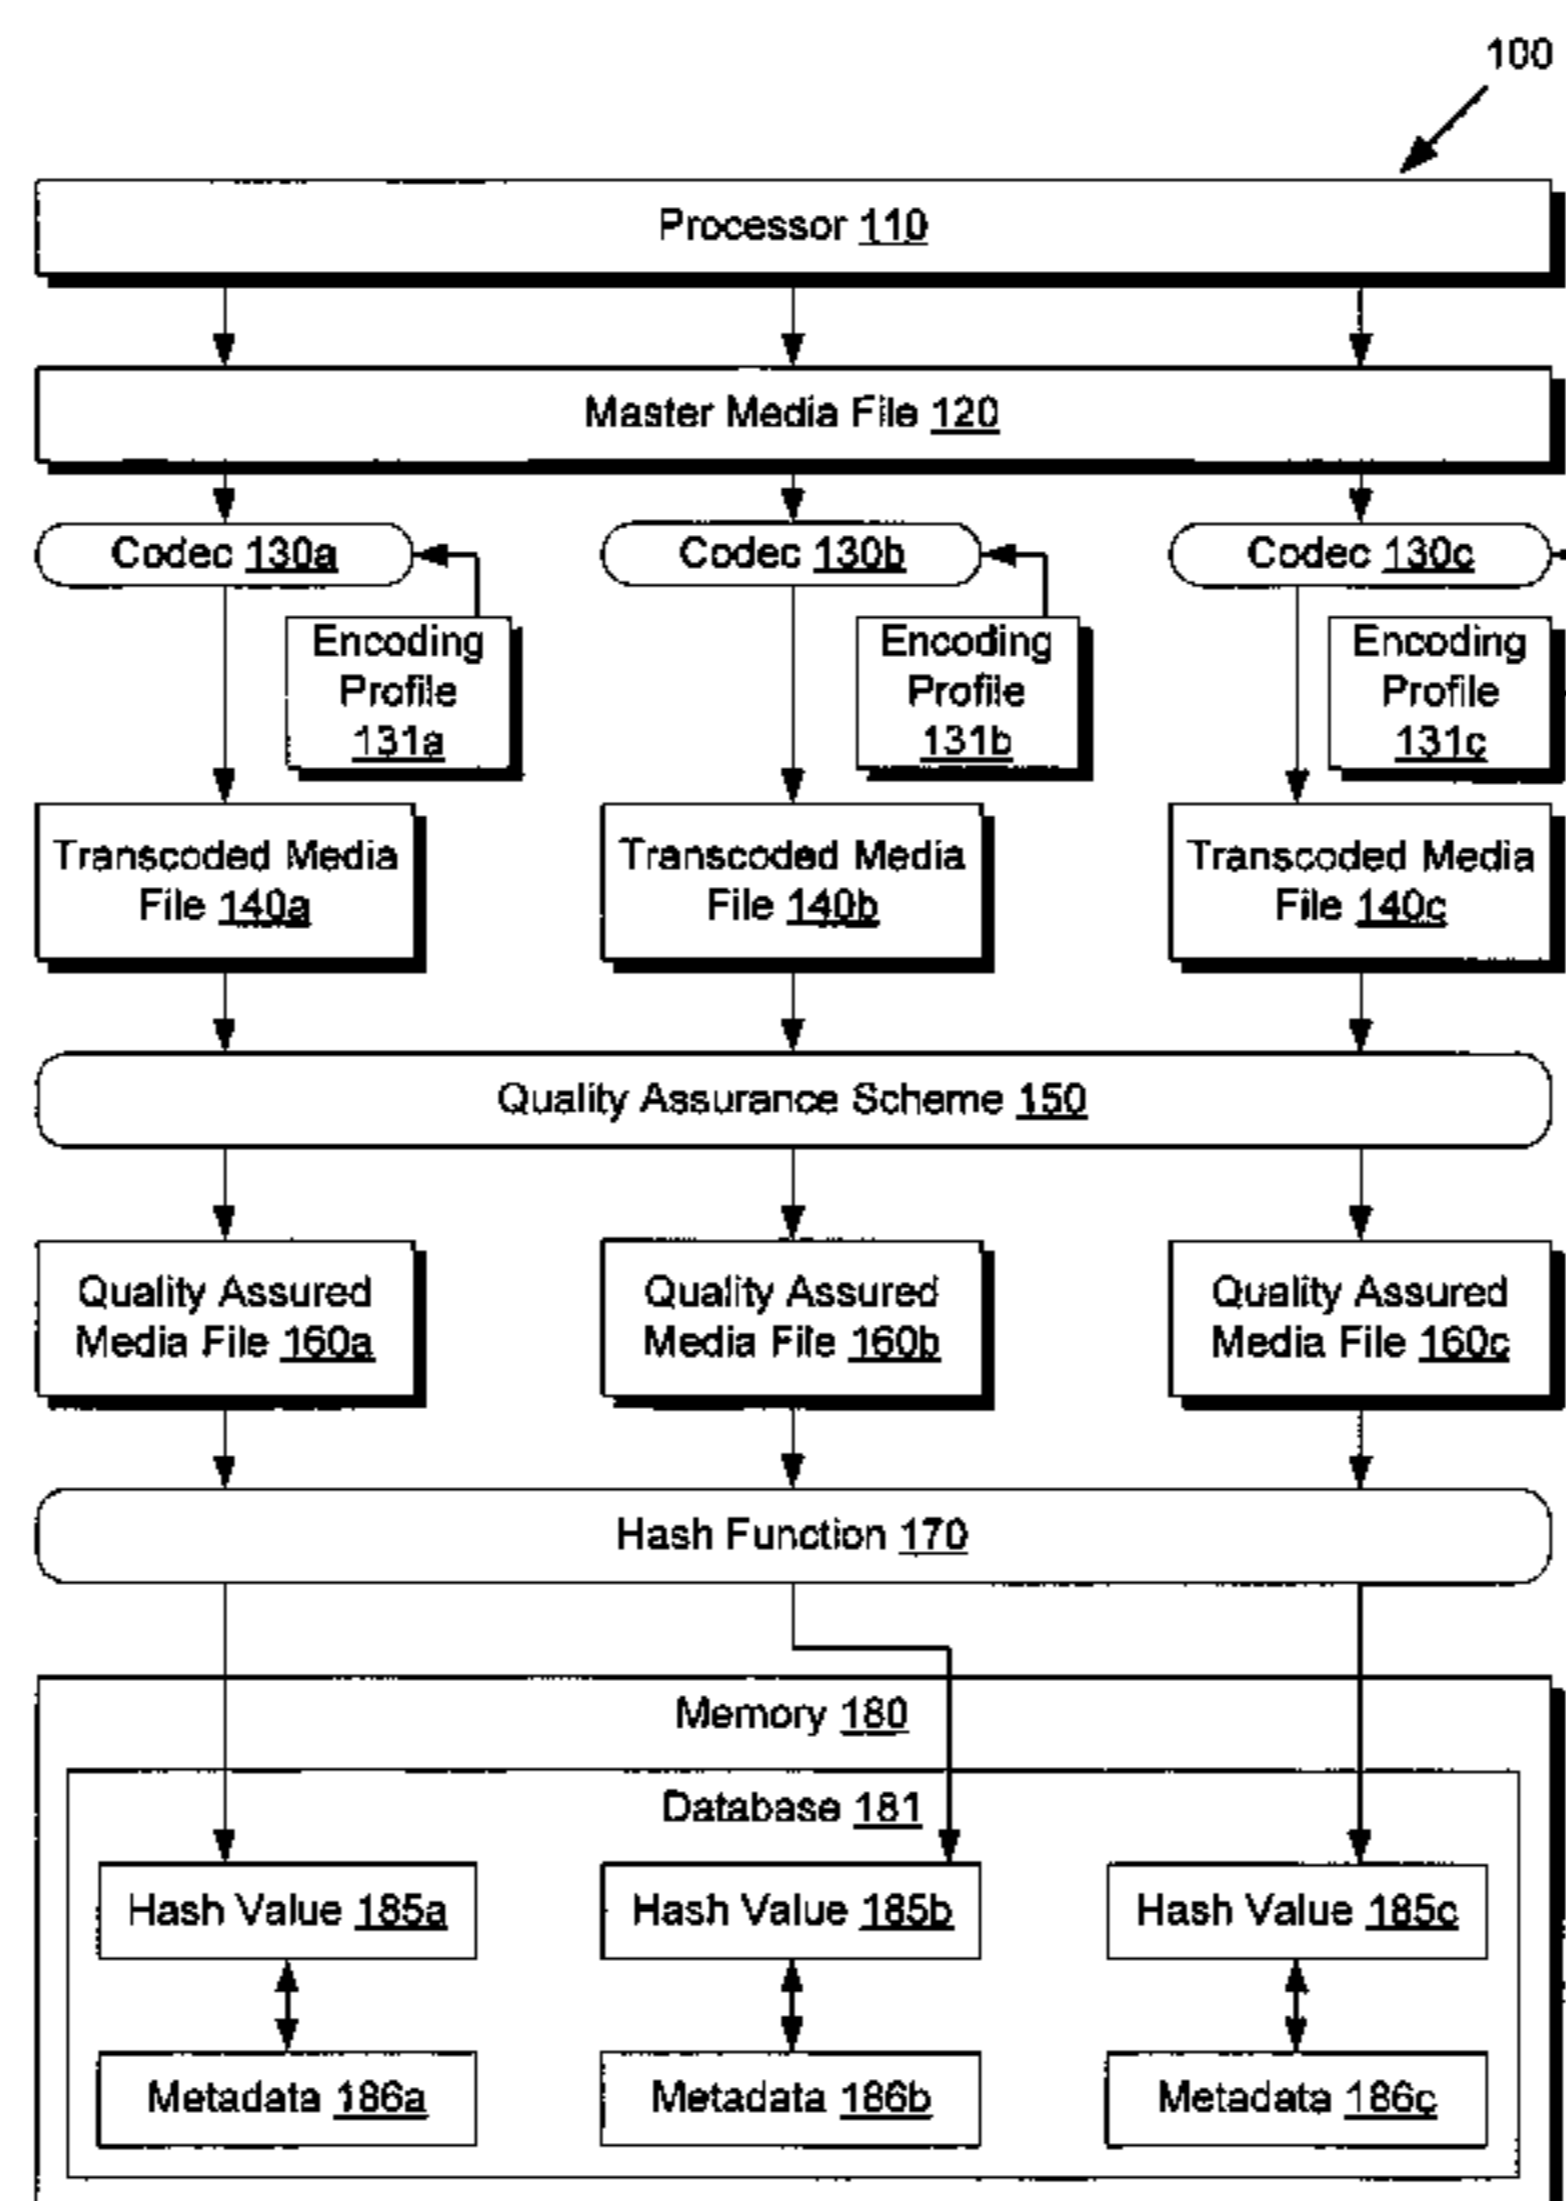 100
Processor 110
Master Media File 120
Codec 130a
Codec 130b
Codec 130c
Encoding
Profile
131a
Encoding
Profile
131b
Encoding
Profile
131c
Transcoded Media
File 140a
Transcoded Media
File 140b
Transcoded Media
File 140c
Quality Assurance Scheme 150
Quality Assured
Media File 160a
Quality Assured
Media File 160b
Quality Assured
Media File 160c
Hash Function 170
Memory 180
Database 181
Hash Value 185a
Hash Value 185b
Hash Value 185c
Metadata 186a
Metadata 186b
Metadata 186c